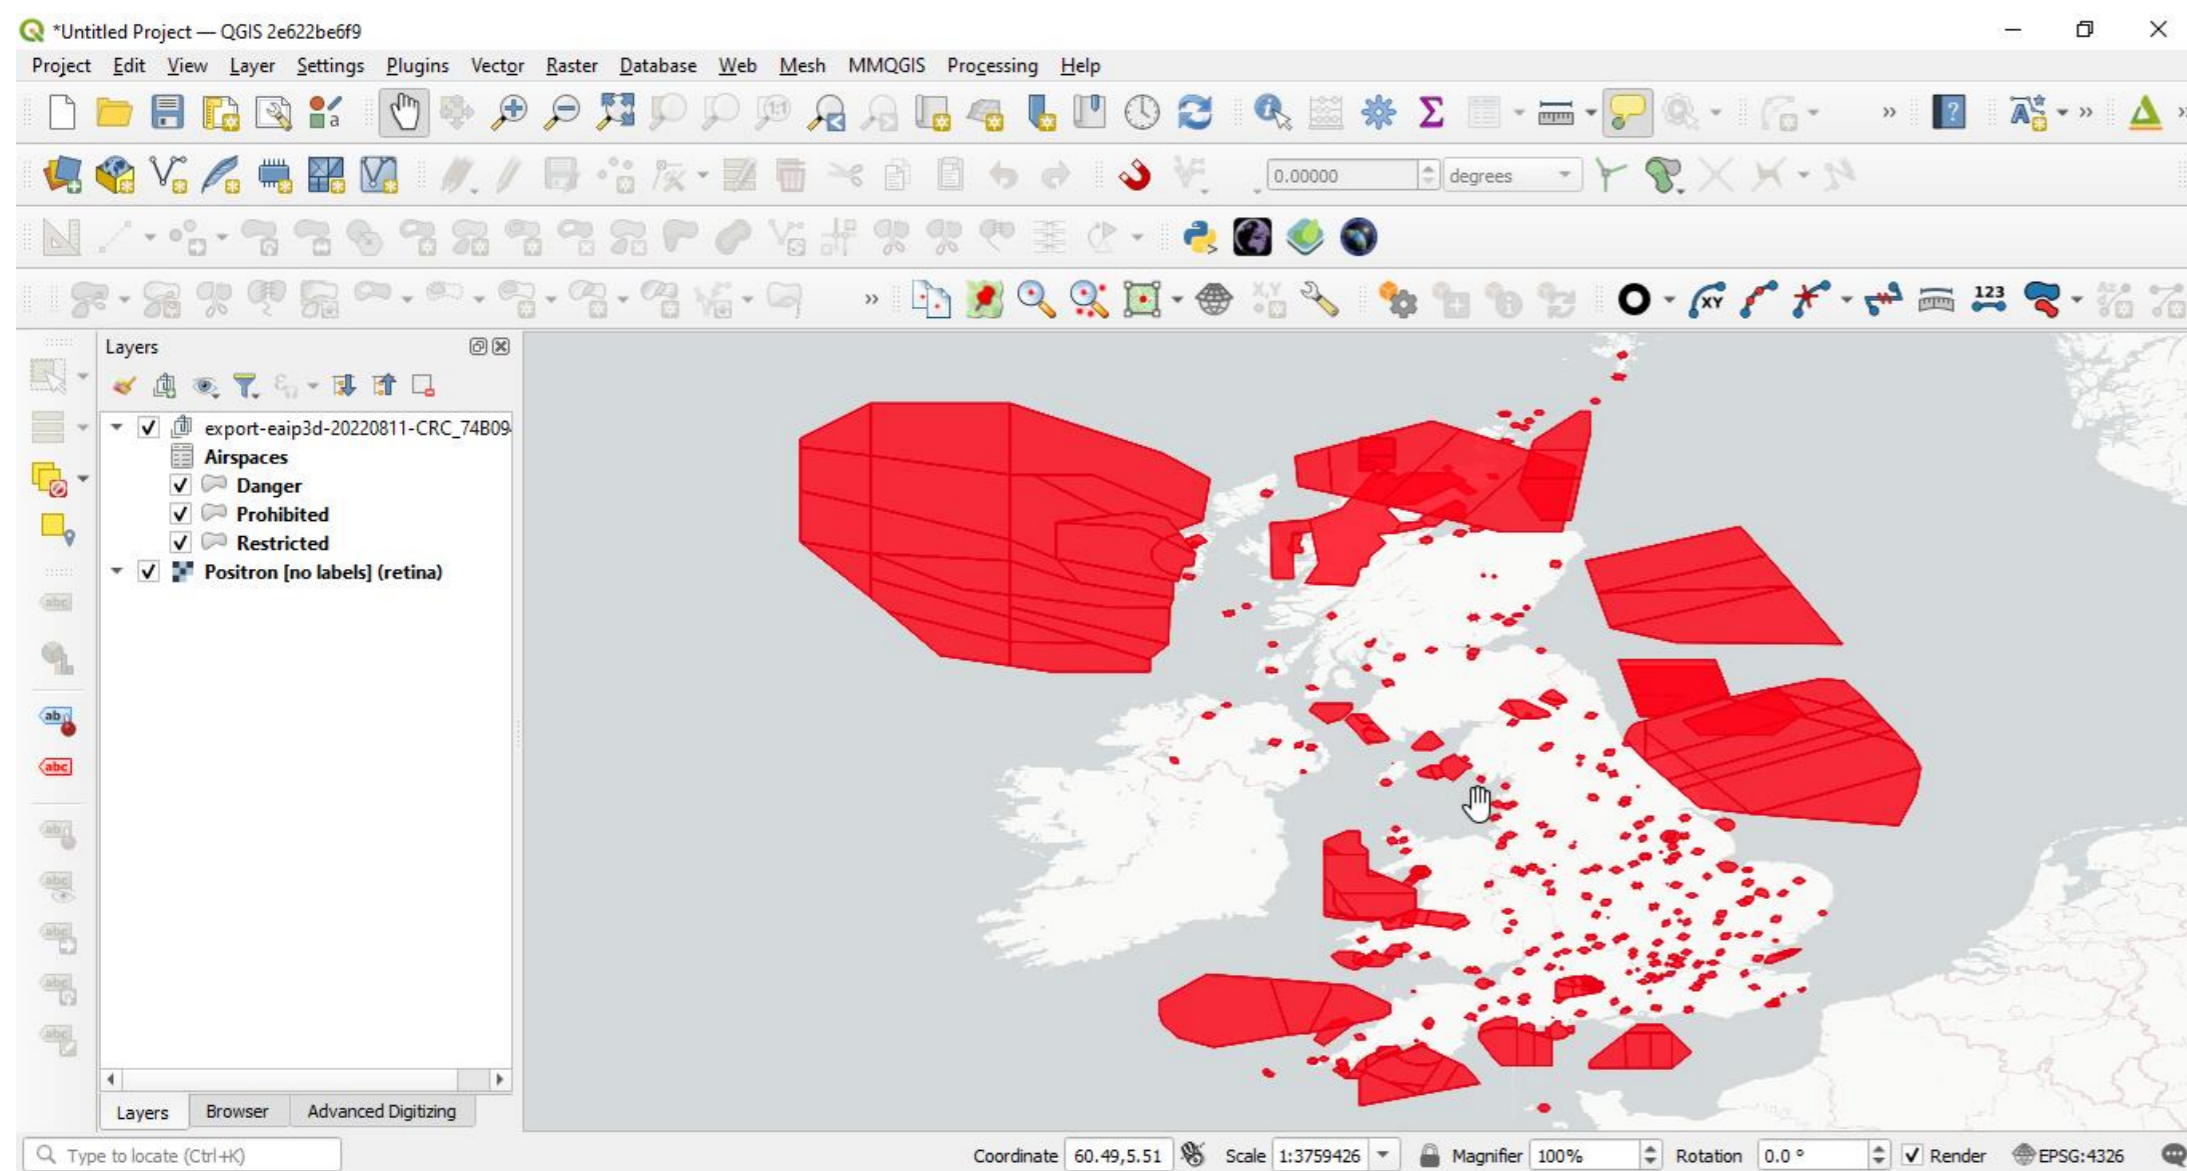 *Untitled Project — QGIS 2e622be6f9
Project Edit View Layer Settings Plugins Vector Raster Database Web Mesh MMQGIS Processing Help
0.00000 degrees
123
Layers
export-eaip3d-20220811-CRC_74B09
Airspaces
Danger
Prohibited
Restricted
Positron [no labels] (retina)
Layers Browser Advanced Digitizing
Type to locate (Ctrl+K) Coordinate 60.49,5.51 Scale 1:3759426 Magnifier 100% Rotation 0.0 ° Render EPSG:4326